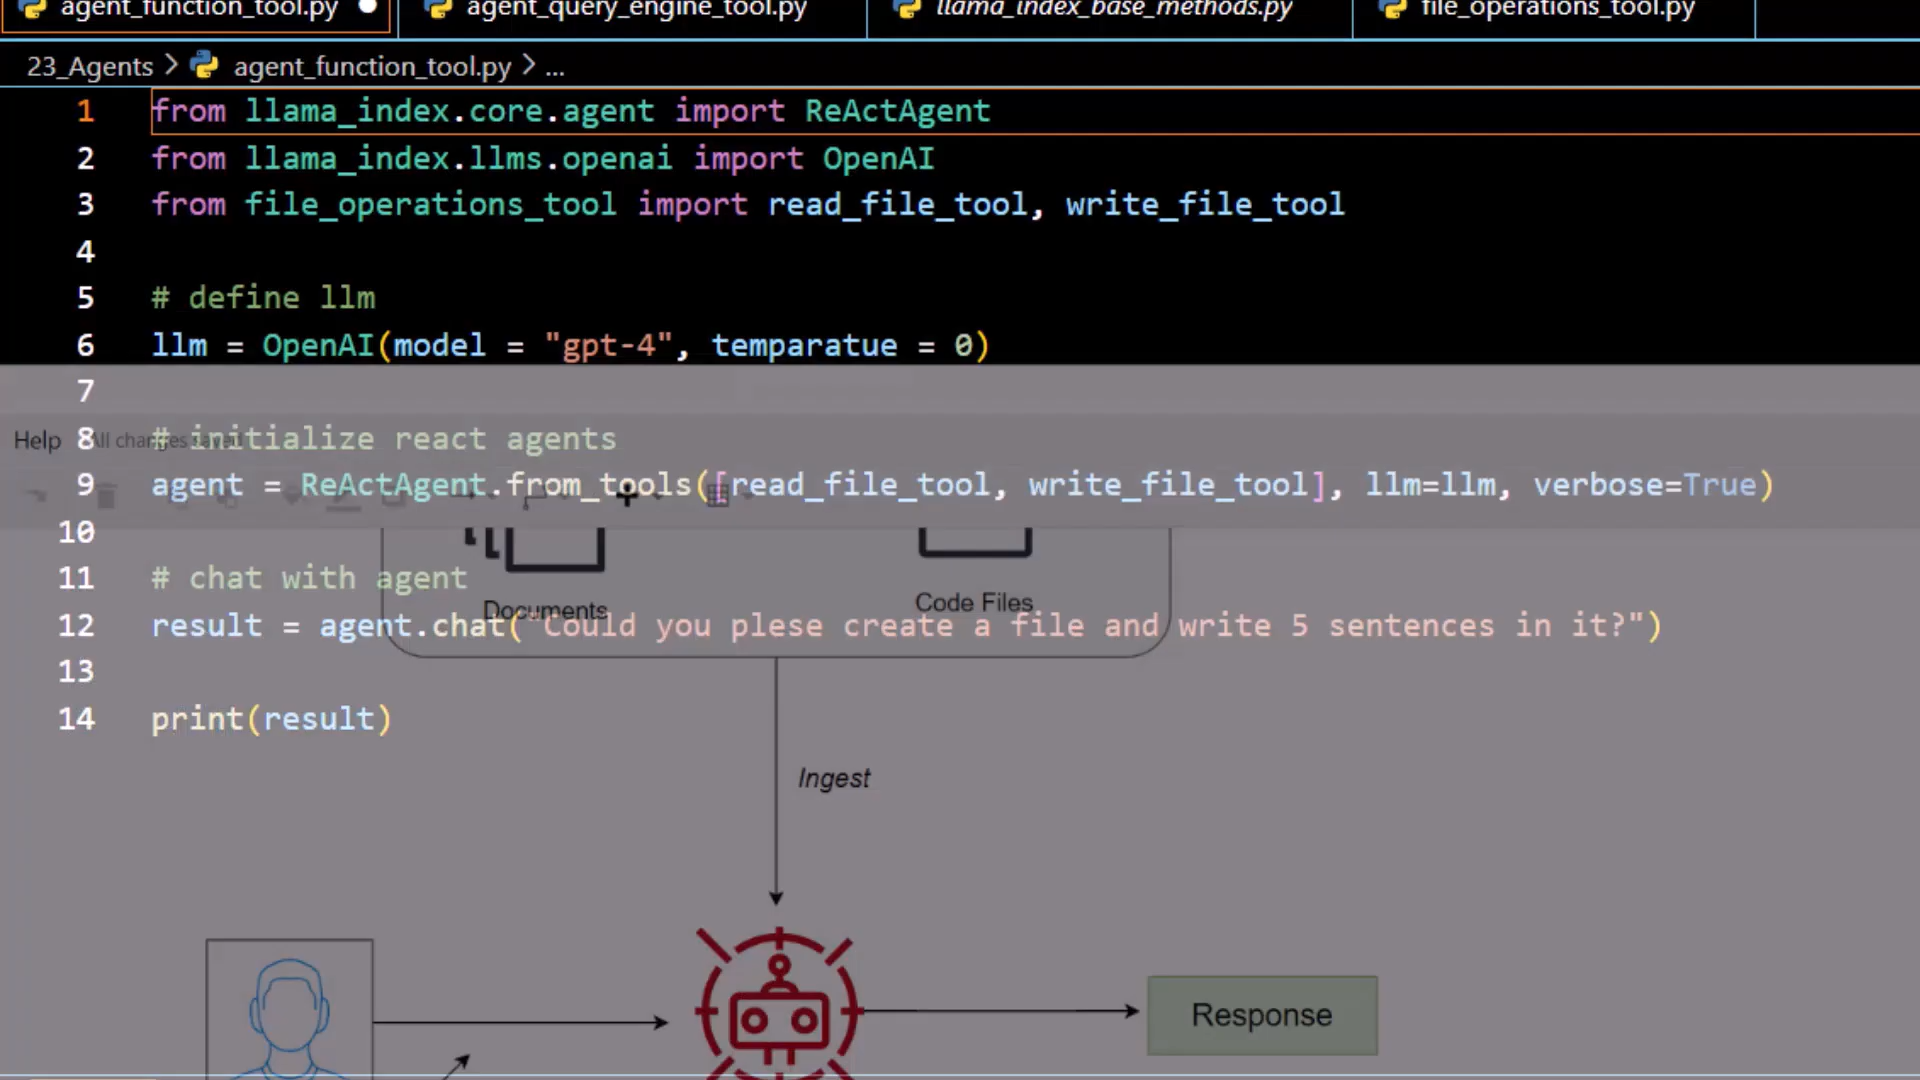 agent_function_tool.py agent_query_engine_tool.py llama_index_base_methods.py file_operations_tool.py
23_Agents > agent_function_tool.py > ...
1 from llama_index.core.agent import ReActAgent
2 from llama_index.llms.openai import OpenAI
3 from file_operations_tool import read_file_tool, write_file_tool
4
5 # define llm
6 llm = OpenAI(model = "gpt-4", temparatue = 0)
7
Help All changes saved
8 # initialize react agents
9 agent = ReActAgent.from_tools([read_file_tool, write_file_tool], llm=llm, verbose=True)
10
11 # chat with agent
Documents Code Files
12 result = agent.chat("Could you plese create a file and write 5 sentences in it?")
13
14 print(result)
Ingest
Response